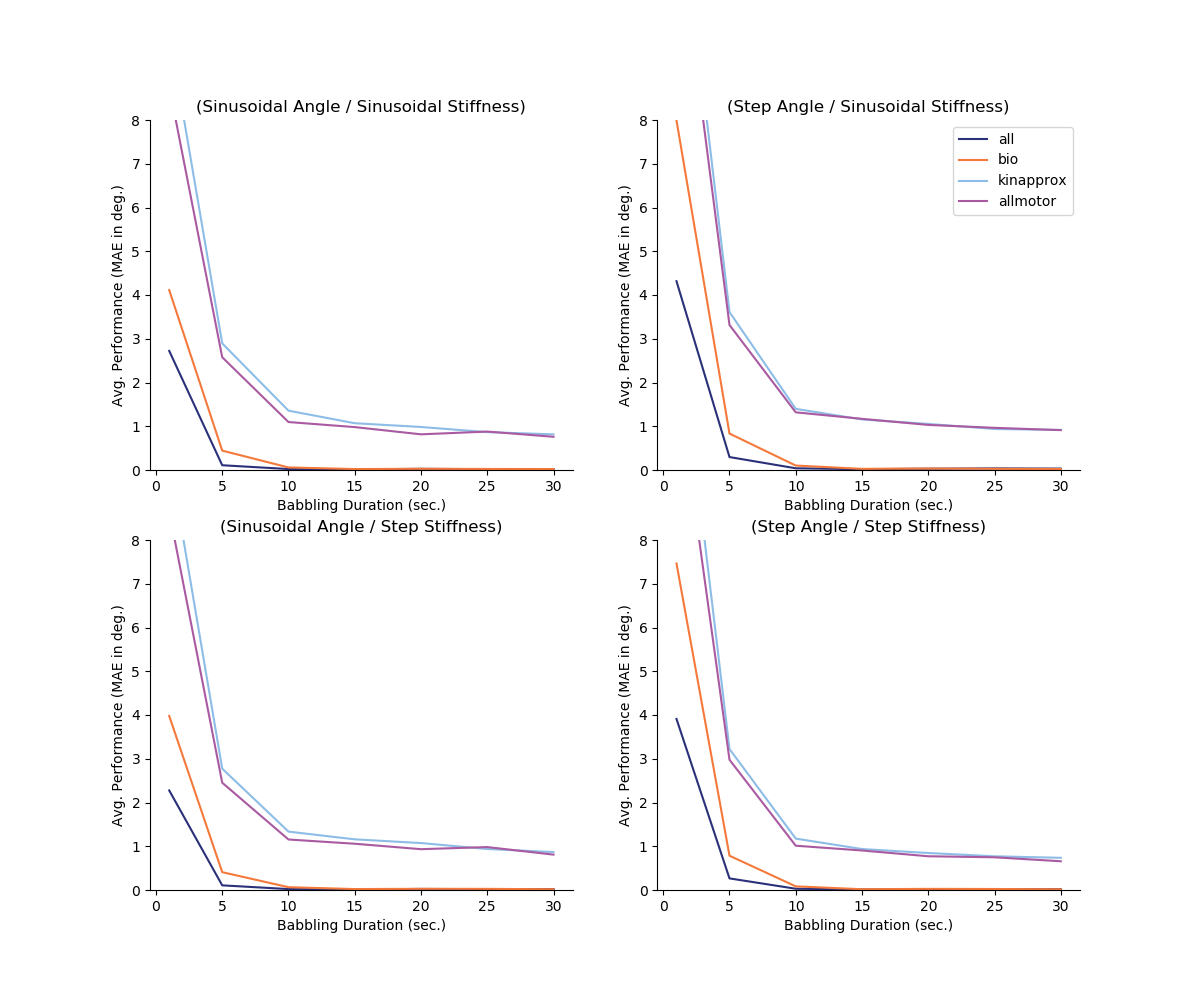 (Sinusoidal Angle / Sinusoidal Stiffness)
8
7
6
5
4
3
2
1
0
Avg. Performance (MAE in deg.)
0 5 10 15 20 25 30
Babbling Duration (sec.)
(Step Angle / Sinusoidal Stiffness)
8
7
6
5
4
3
2
1
0
Avg. Performance (MAE in deg.)
all
bio
kinapprox
allmotor
0 5 10 15 20 25 30
Babbling Duration (sec.)
(Sinusoidal Angle / Step Stiffness)
8
7
6
5
4
3
2
1
0
Avg. Performance (MAE in deg.)
0 5 10 15 20 25 30
Babbling Duration (sec.)
(Step Angle / Step Stiffness)
8
7
6
5
4
3
2
1
0
Avg. Performance (MAE in deg.)
0 5 10 15 20 25 30
Babbling Duration (sec.)